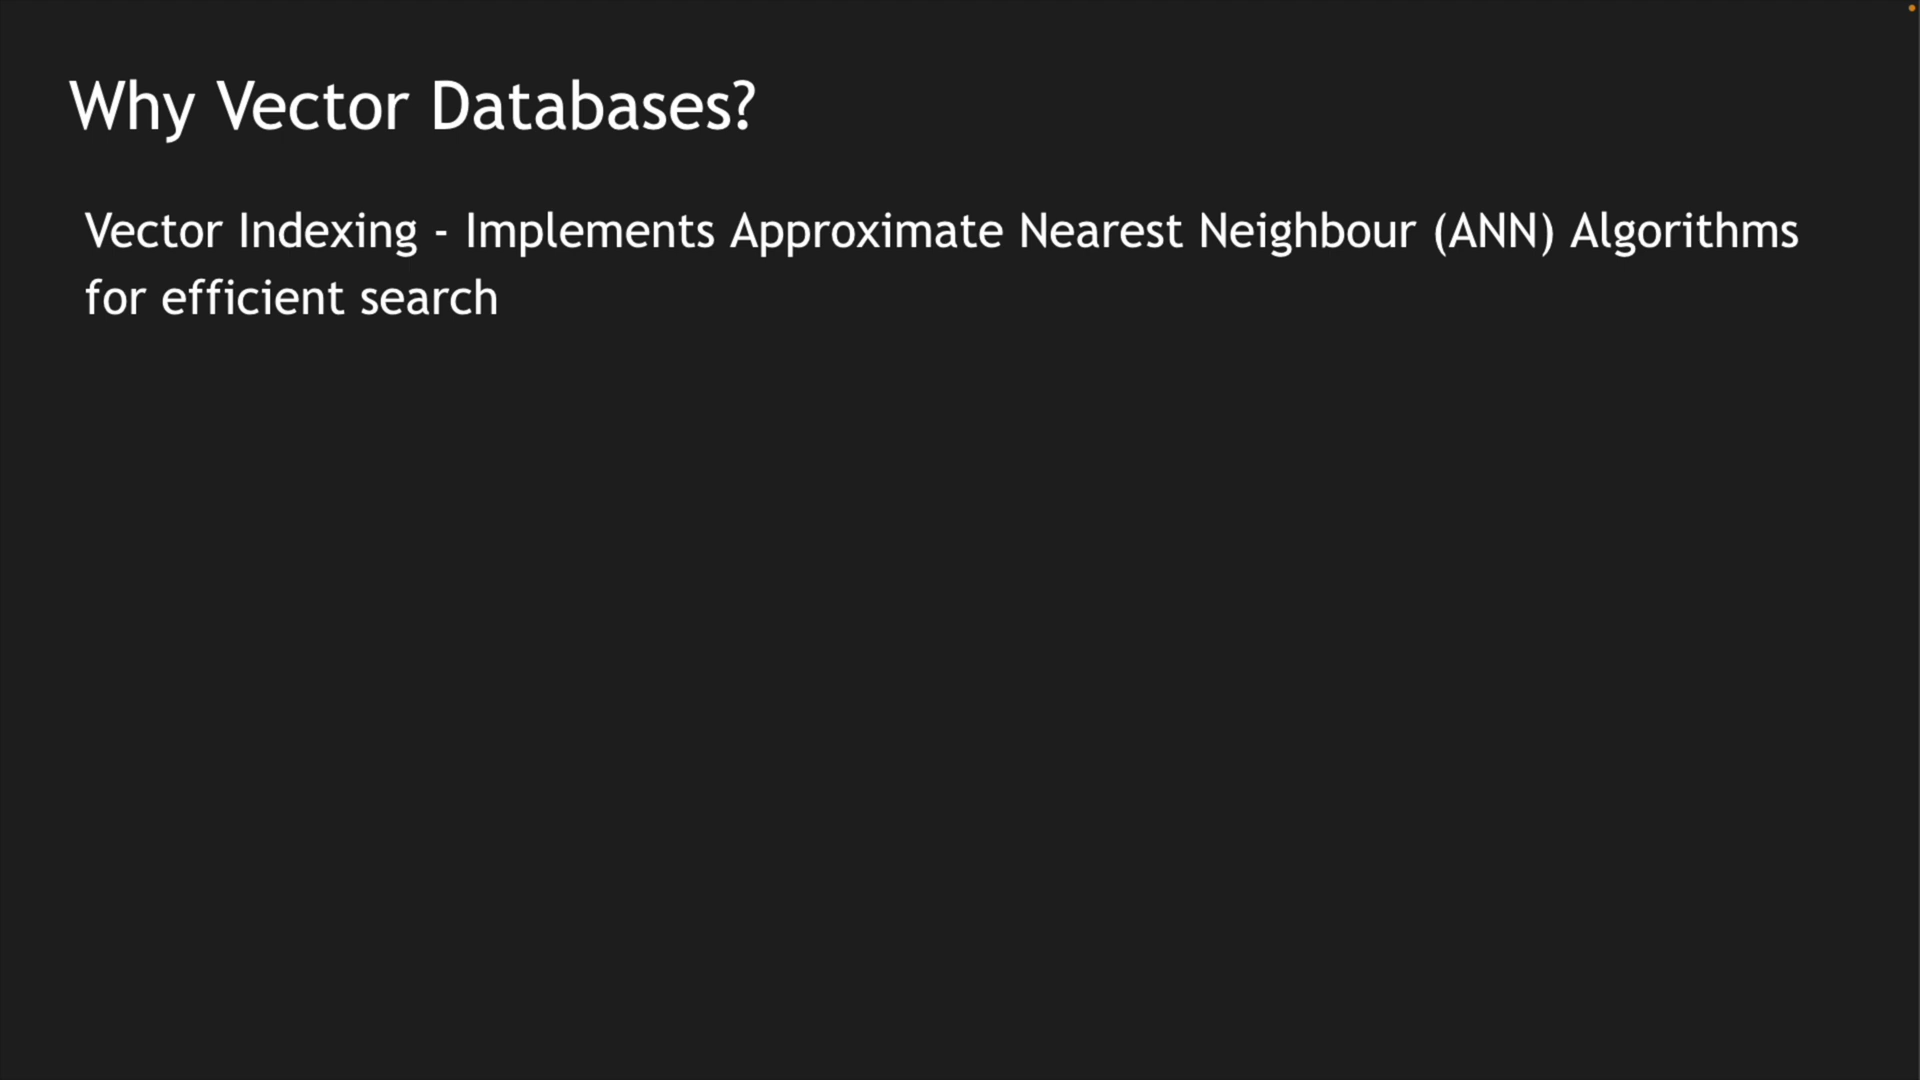 Why Vector Databases?
Vector Indexing - Implements Approximate Nearest Neighbour (ANN) Algorithms
for efficient search